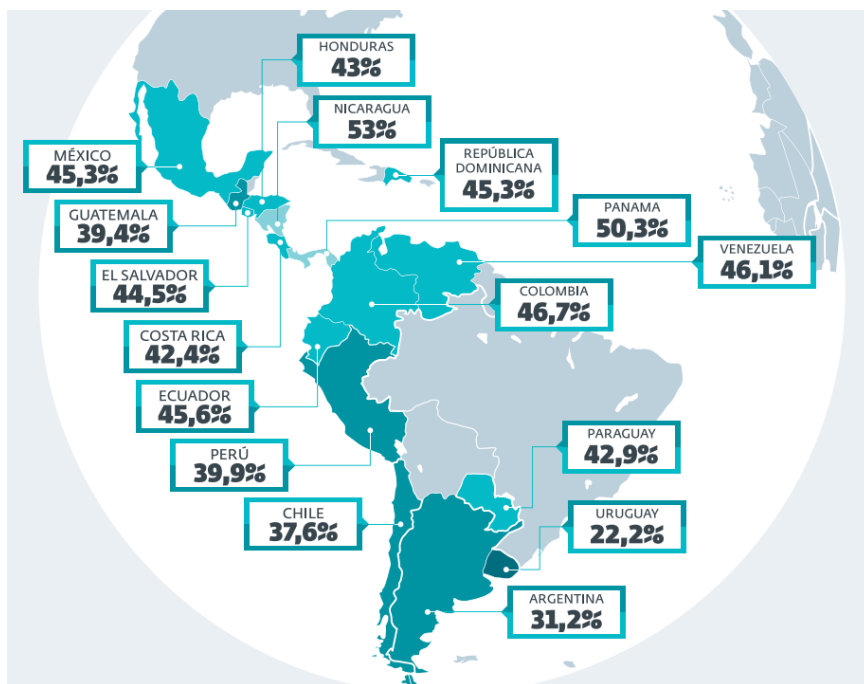 HONDURAS
43%
NICARAGUA
53%
MÉXICO
45,3%
REPÚBLICA
DOMINICANA
45,3%
GUATEMALA
39,4%
PANAMA
50,3%
VENEZUELA
46,1%
EL SALVADOR
44,5%
COLOMBIA
46,7%
COSTA RICA
42,4%
ECUADOR
45,6%
PERÚ
39,9%
PARAGUAY
42,9%
CHILE
37,6%
URUGUAY
22,2%
ARGENTINA
31,2%